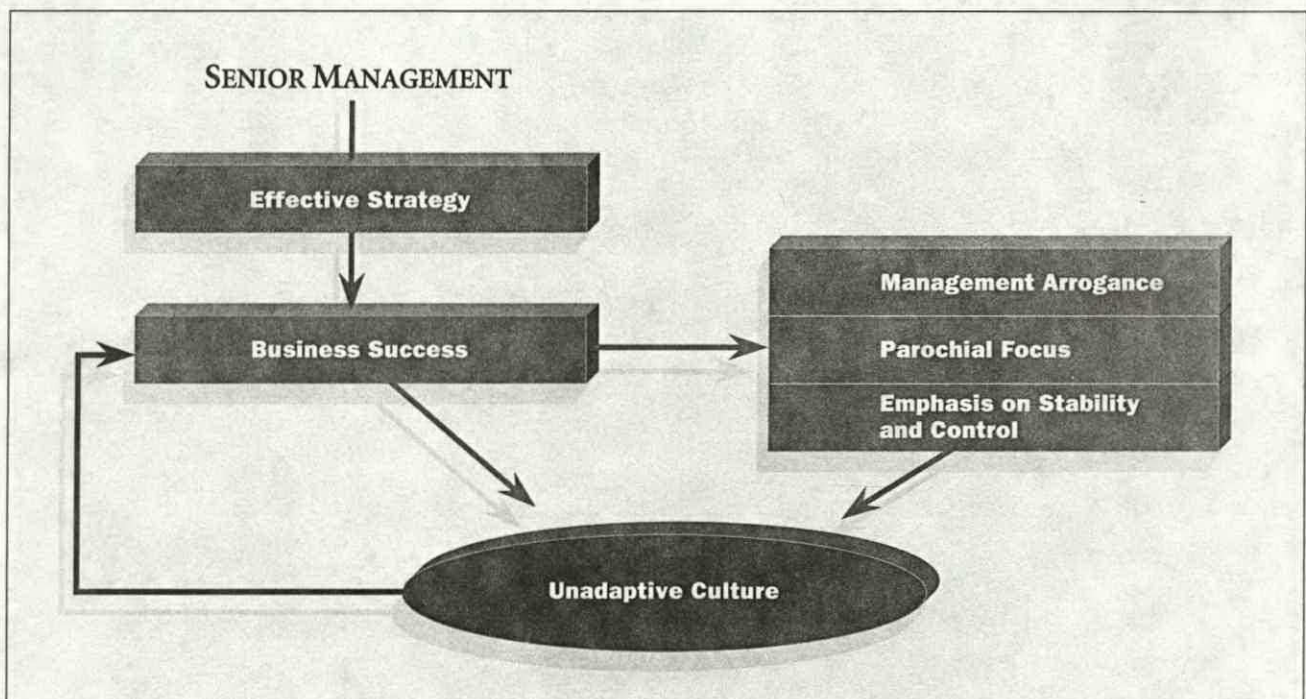 SENIOR MANAGEMENT
Effective Strategy
Business Success
Management Arrogance
Parochial Focus
Emphasis on Stability
and Control
Unadaptive Culture